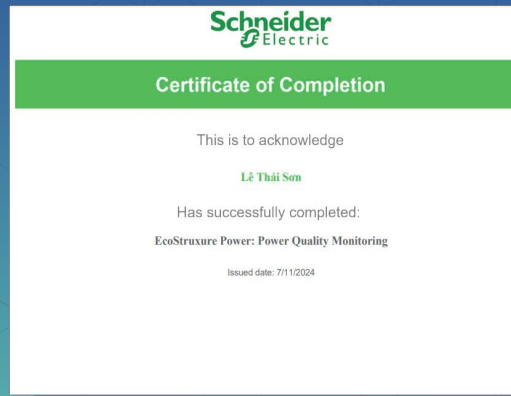 Schneider
Electric
Certificate of Completion
This is to acknowledge
Lê Thái Sơn
Has successfully completed:
EcoStruxure Power: Power Quality Monitoring
Issued date: 7/11/2024